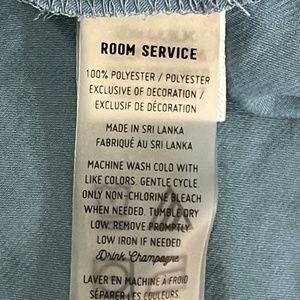 ROOM SERVICE
100% POLYESTER / POLYESTER
EXCLUSIVE OF DECORATION /
EXCLUSIF DE DÉCORATION
MADE IN SRI LANKA
FABRIQUÉ AU SRI LANKA
MACHINE WASH COLD WITH
LIKE COLORS. GENTLE CYCLE.
ONLY NON-CHLORINE BLEACH
WHEN NEEDED. TUMBLE DRY
LOW. REMOVE PROMPTLY.
LOW IRON IF NEEDED
Drink Champagne
LAVER EN MACHINE À FROID
SÉPARER LES COULEURS.